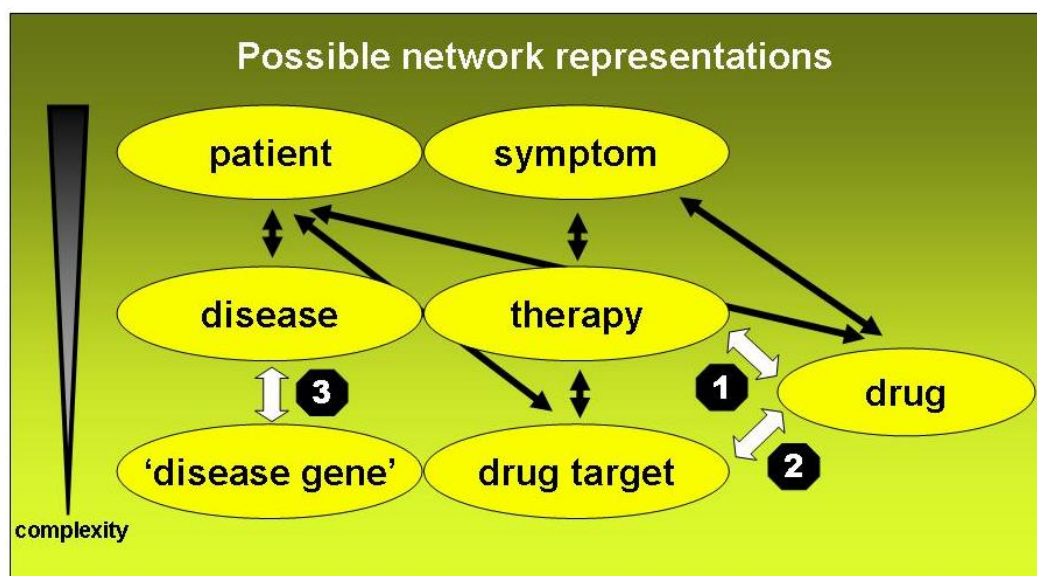 Possible network representations
patient
symptom
disease
therapy
1
drug
3
‘disease gene’
drug target
2
complexity